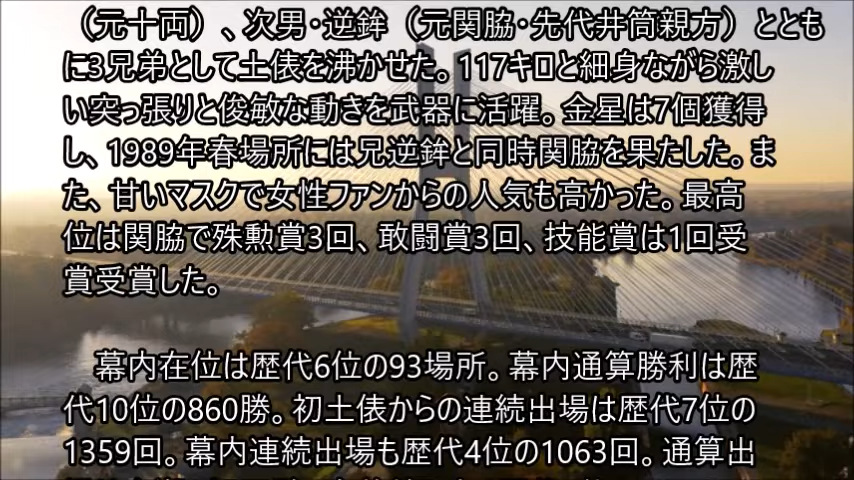 （元十両）、次男・逆鉾（元関脇・先代井筒親方）ととも
に3兄弟として土俵を沸かせた。117キロと細身ながら激し
い突っ張りと俊敏な動きを武器に活躍。金星は7個獲得
し、1989年春場所には兄逆鉾と同時関脇を果たした。ま
た、甘いマスクで女性ファンからの人気も高かった。最高
位は関脇で殊勲賞3回、敢闘賞3回、技能賞は1回受
賞受賞した。
幕内在位は歴代6位の93場所。幕内通算勝利は歴
代10位の860勝。初土俵からの連続出場は歴代7位の
1359回。幕内連続出場も歴代4位の1063回。通算出